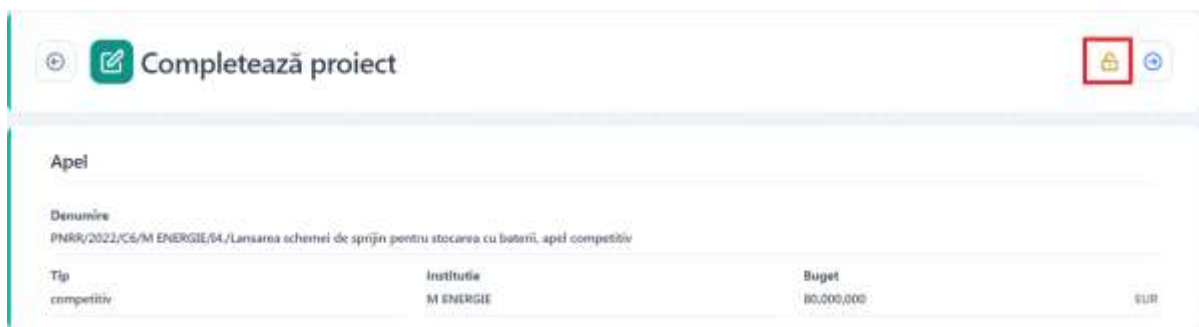 Completează proiect
Apel
Denumire
PNRR/2022/C6/M ENERGIE/I4./Lansarea schemei de sprijin pentru stocarea cu baterii, apel competitiv
Tip Institutie Buget
competitiv M ENERGIE 80,000,000 EUR